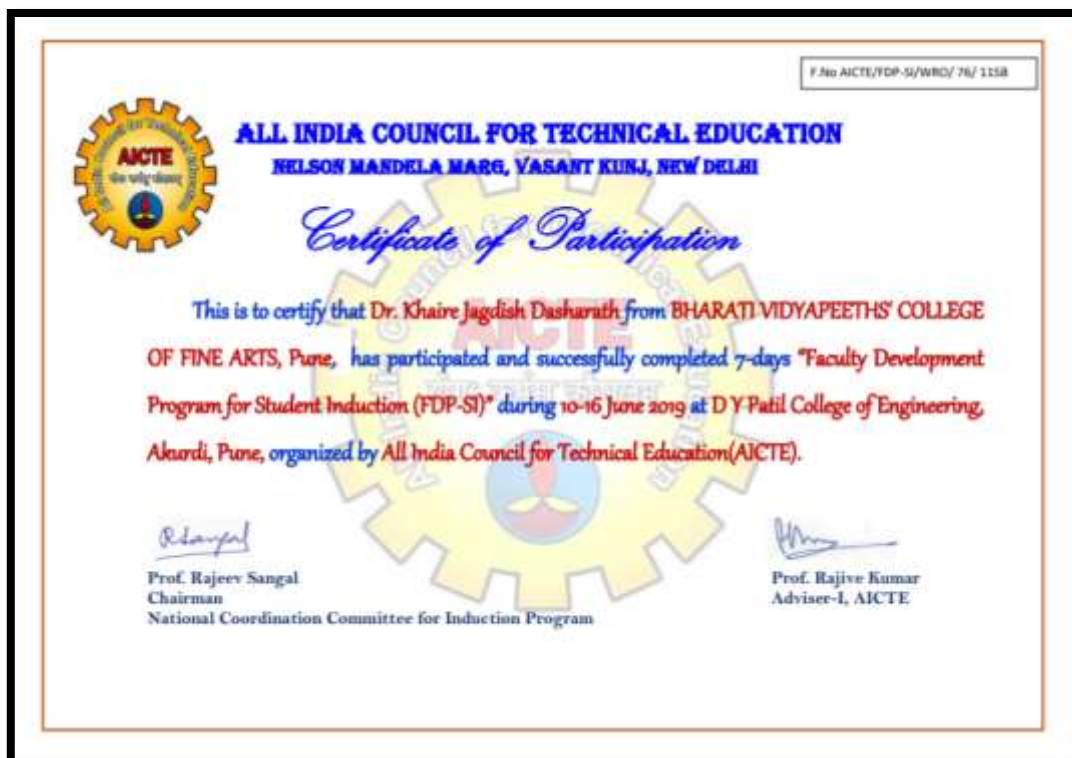 F.No AICTE/FDP-SI/WRO/ 76/ 1158
ALL INDIA COUNCIL FOR TECHNICAL EDUCATION
NELSON MANDELA MARG, VASANT KUNJ, NEW DELHI
AICTE
Certificate of Participation
This is to certify that Dr. Khaire Jagdish Dasharath from BHARATI VIDYAPEETHS' COLLEGE
OF FINE ARTS, Pune, has participated and successfully completed 7-days "Faculty Development
Program for Student Induction (FDP-SI)" during 10-16 June 2019 at D Y Patil College of Engineering,
Akurdi, Pune, organized by All India Council for Technical Education(AICTE).
AICTE
Prof. Rajeev Sangal
Chairman
National Coordination Committee for Induction Program
Prof. Rajive Kumar
Adviser-I, AICTE